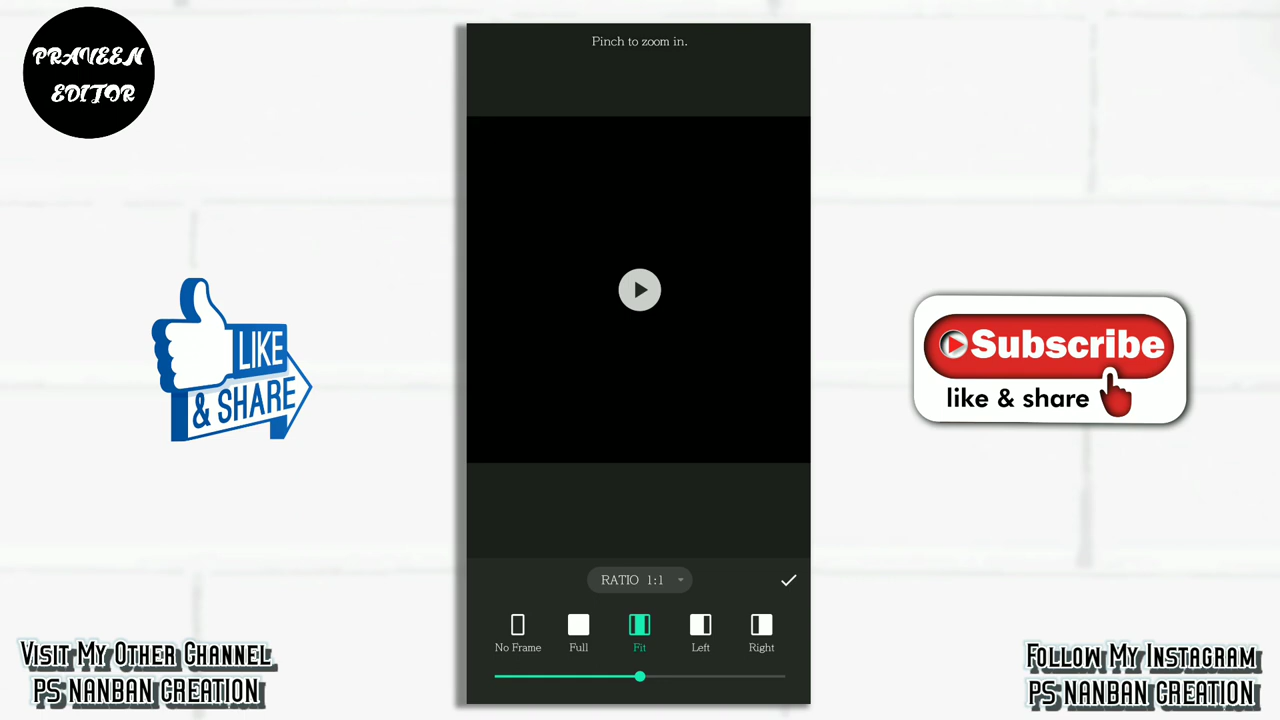 PRAVEEN
EDITOR
Pinch to zoom in.
LIKE
& SHARE
Subscribe
like & share
RATIO 1:1
No Frame
Full
Fit
Left
Right
Visit My Other Channel
PS NANBAN CREATION
Follow My Instagram
PS NANBAN CREATION